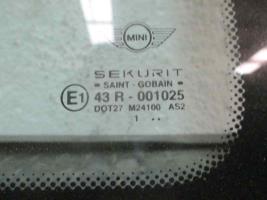 MINI
SEKURIT
SAINT - GOBAIN
E1 43 R - 001025
DOT27 M24100 AS2
1 ..